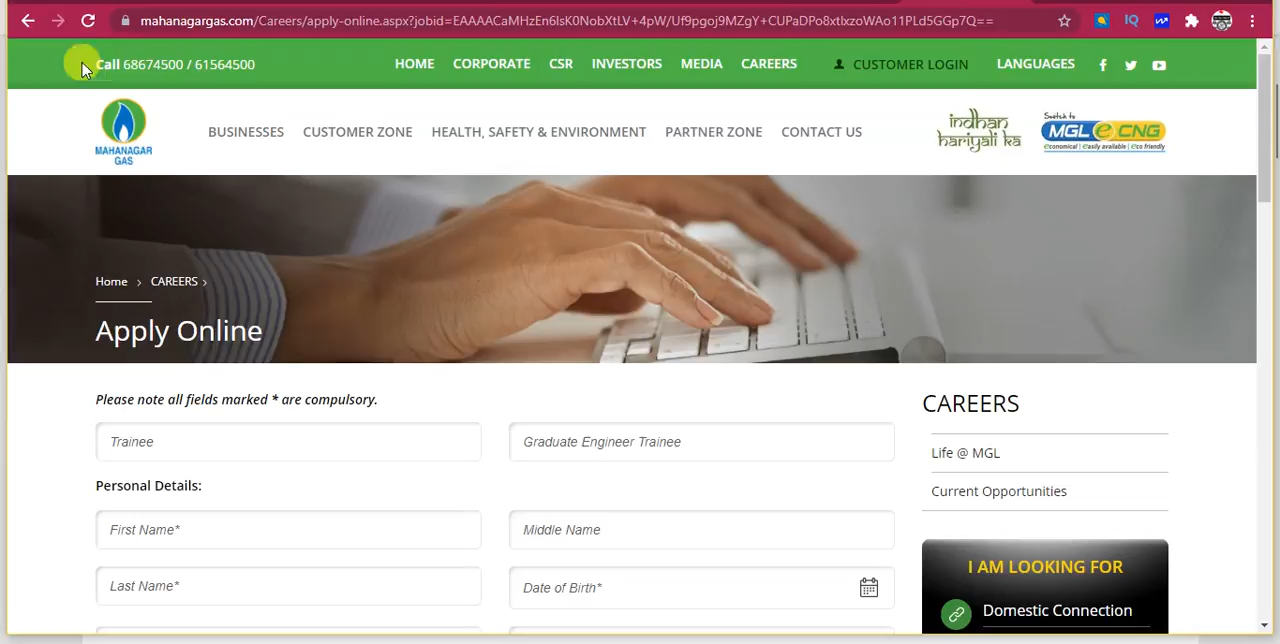 mahanagargas.com/Careers/apply-online.aspx?jobid=EAAAACaMHzEn6IsK0NobXtLV+4pW/Uf9pgoj9MZgY+CUPaDPo8xtlxzoWAo11PLd5GGp7Q==
IQ
Call 68674500 / 61564500 HOME CORPORATE CSR INVESTORS MEDIA CAREERS CUSTOMER LOGIN LANGUAGES
MAHANAGAR
GAS
BUSINESSES CUSTOMER ZONE HEALTH, SAFETY & ENVIRONMENT PARTNER ZONE CONTACT US
indhan
hariyali ka
Switch to
MGL e CNG
economical | easily available | eco friendly
Home > CAREERS >
Apply Online
Please note all fields marked * are compulsory.
Trainee Graduate Engineer Trainee
Personal Details:
First Name* Middle Name
Last Name* Date of Birth*
CAREERS
Life @ MGL
Current Opportunities
I AM LOOKING FOR
Domestic Connection